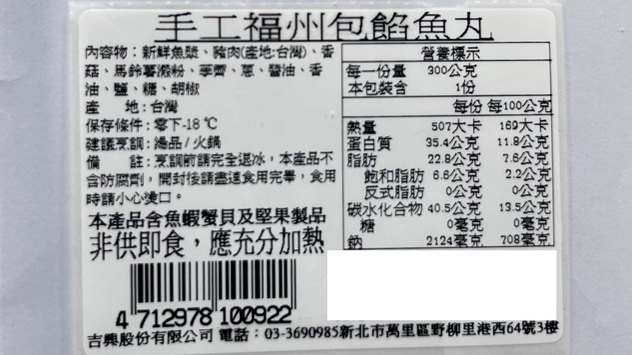 手工福州包餡魚丸
內容物：新鮮魚漿、豬肉(產地:台灣)、香
菇、馬鈴薯澱粉、荸薺、蔥、醬油、香
油、鹽、糖、胡椒
產 地：台灣
保存條件：零下-18℃
建議烹調：湯品/火鍋
備 註：烹調前請完全退冰，本產品不
含防腐劑，開封後請盡速食用完畢，食用
時請小心燙口。
本產品含魚蝦蟹貝及堅果製品
非供即食，應充分加熱
營養標示
每一份量 300公克
本包裝含 1份
每份 每100公克
熱量 507大卡 169大卡
蛋白質 35.4公克 11.8公克
脂肪 22.8公克 7.6公克
飽和脂肪 6.6公克 2.2公克
反式脂肪 0公克 0公克
碳水化合物 40.5公克 13.5公克
糖 0毫克 0毫克
鈉 2124毫克 708毫克
4 712978 100922
吉興股份有限公司 電話：03-3690985新北市萬里區野柳里港西64號3樓